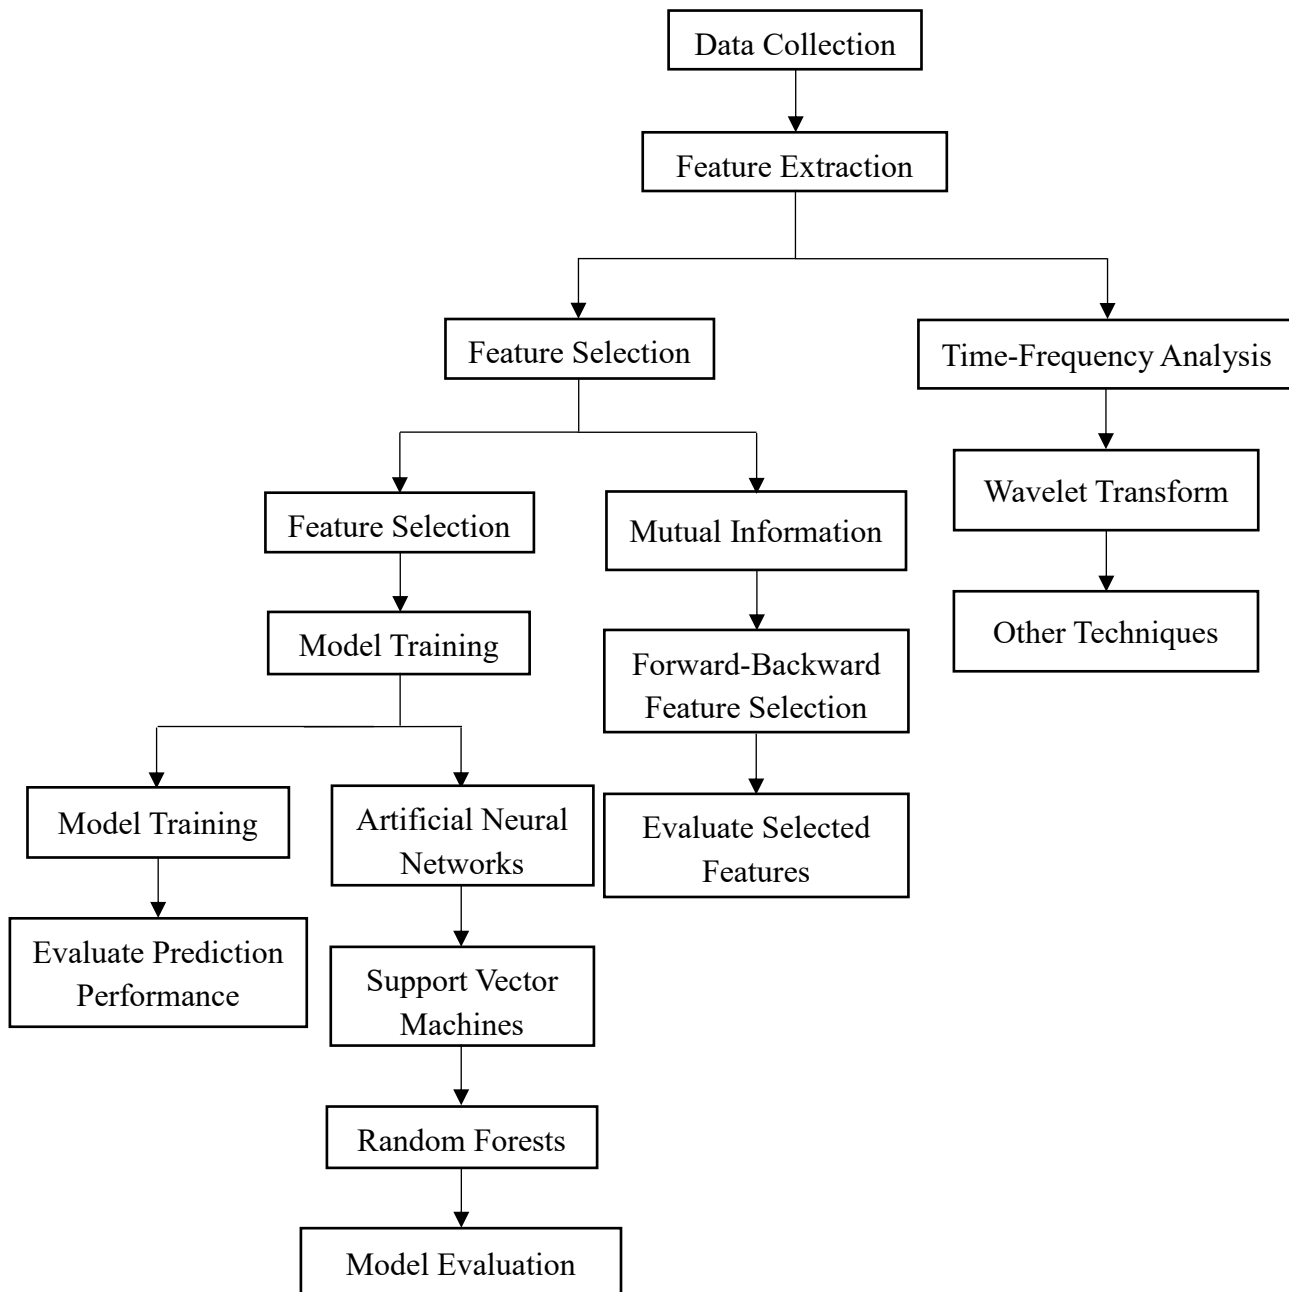 Data Collection
Feature Extraction
Feature Selection
Time-Frequency Analysis
Feature Selection
Mutual Information
Wavelet Transform
Model Training
Forward-Backward
Feature Selection
Other Techniques
Model Training
Artificial Neural
Networks
Evaluate Selected
Features
Evaluate Prediction
Performance
Support Vector
Machines
Random Forests
Model Evaluation